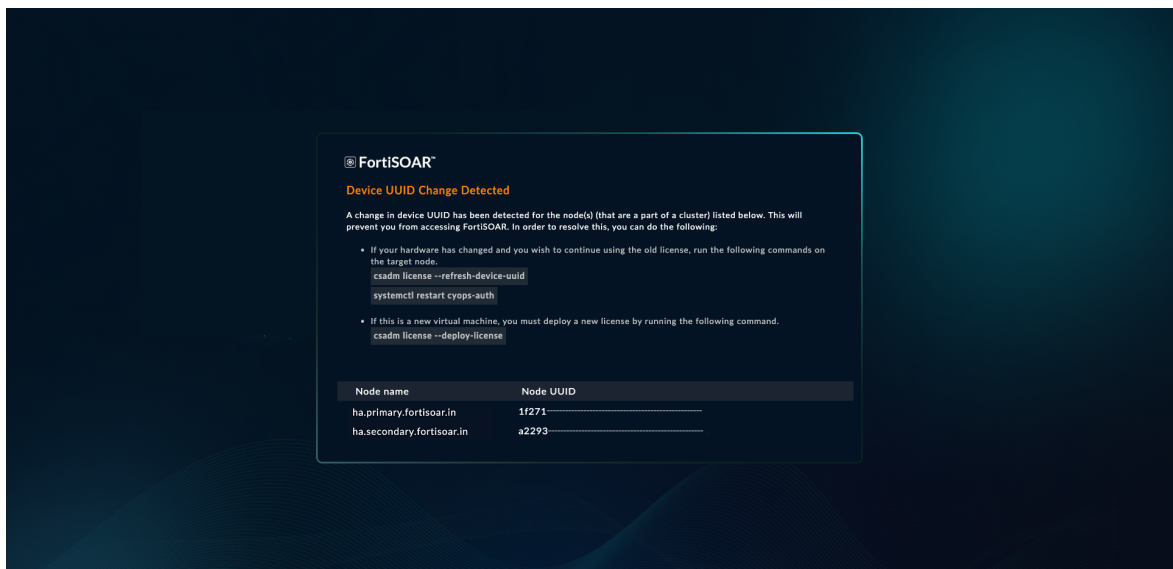 FortiSOAR™
Device UUID Change Detected
A change in device UUID has been detected for the node(s) (that are a part of a cluster) listed below. This will
prevent you from accessing FortiSOAR. In order to resolve this, you can do the following:
• If your hardware has changed and you wish to continue using the old license, run the following commands on
the target node.
csadm license --refresh-device-uuid
systemctl restart cyops-auth
• If this is a new virtual machine, you must deploy a new license by running the following command.
csadm license --deploy-license
Node name Node UUID
ha.primary.fortisoar.in 1f271-----------------------------------------------------
ha.secondary.fortisoar.in a2293-----------------------------------------------------